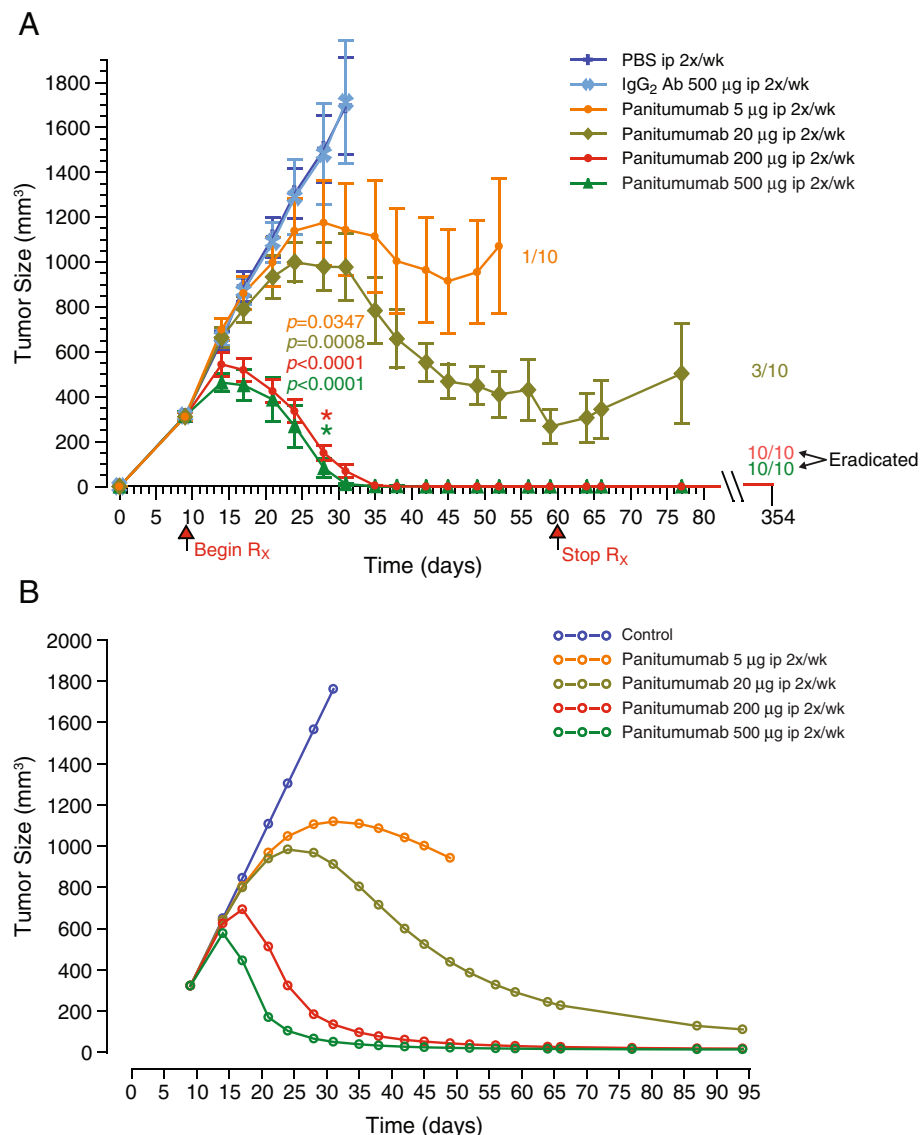 A
PBS ip 2x/wk
IgG₂ Ab 500 μg ip 2x/wk
Panitumumab 5 μg ip 2x/wk
Panitumumab 20 μg ip 2x/wk
Panitumumab 200 μg ip 2x/wk
Panitumumab 500 μg ip 2x/wk
Tumor Size (mm³)
1800
1600
1400
1200
1000
800
600
400
200
0
1/10
p=0.0347
p=0.0008
p<0.0001
p<0.0001
*
*
3/10
10/10
10/10
Eradicated
0 5 10 15 20 25 30 35 40 45 50 55 60 65 70 75 80 354
Begin Rx
Time (days)
Stop Rx
B
Control
Panitumumab 5 μg ip 2x/wk
Panitumumab 20 μg ip 2x/wk
Panitumumab 200 μg ip 2x/wk
Panitumumab 500 μg ip 2x/wk
Tumor Size (mm³)
2000
1800
1600
1400
1200
1000
800
600
400
200
0
0 5 10 15 20 25 30 35 40 45 50 55 60 65 70 75 80 85 90 95
Time (days)